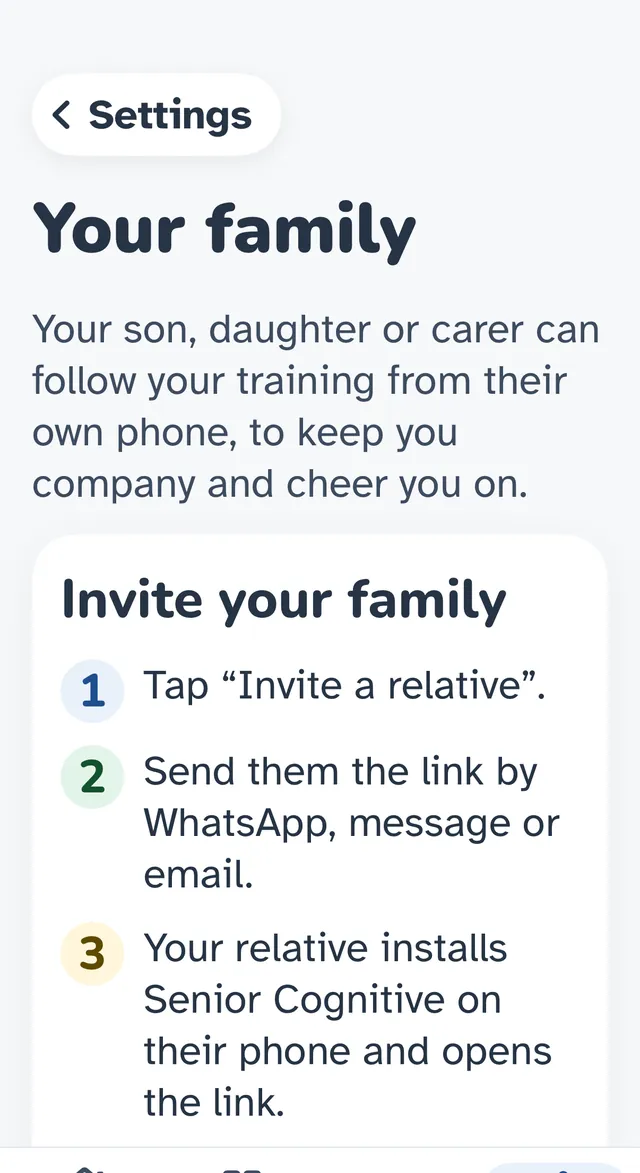 Settings
Your family
Your son, daughter or carer can
follow your training from their
own phone, to keep you
company and cheer you on.
Invite your family
1 Tap “Invite a relative”.
2 Send them the link by
WhatsApp, message or
email.
3 Your relative installs
Senior Cognitive on
their phone and opens
the link.